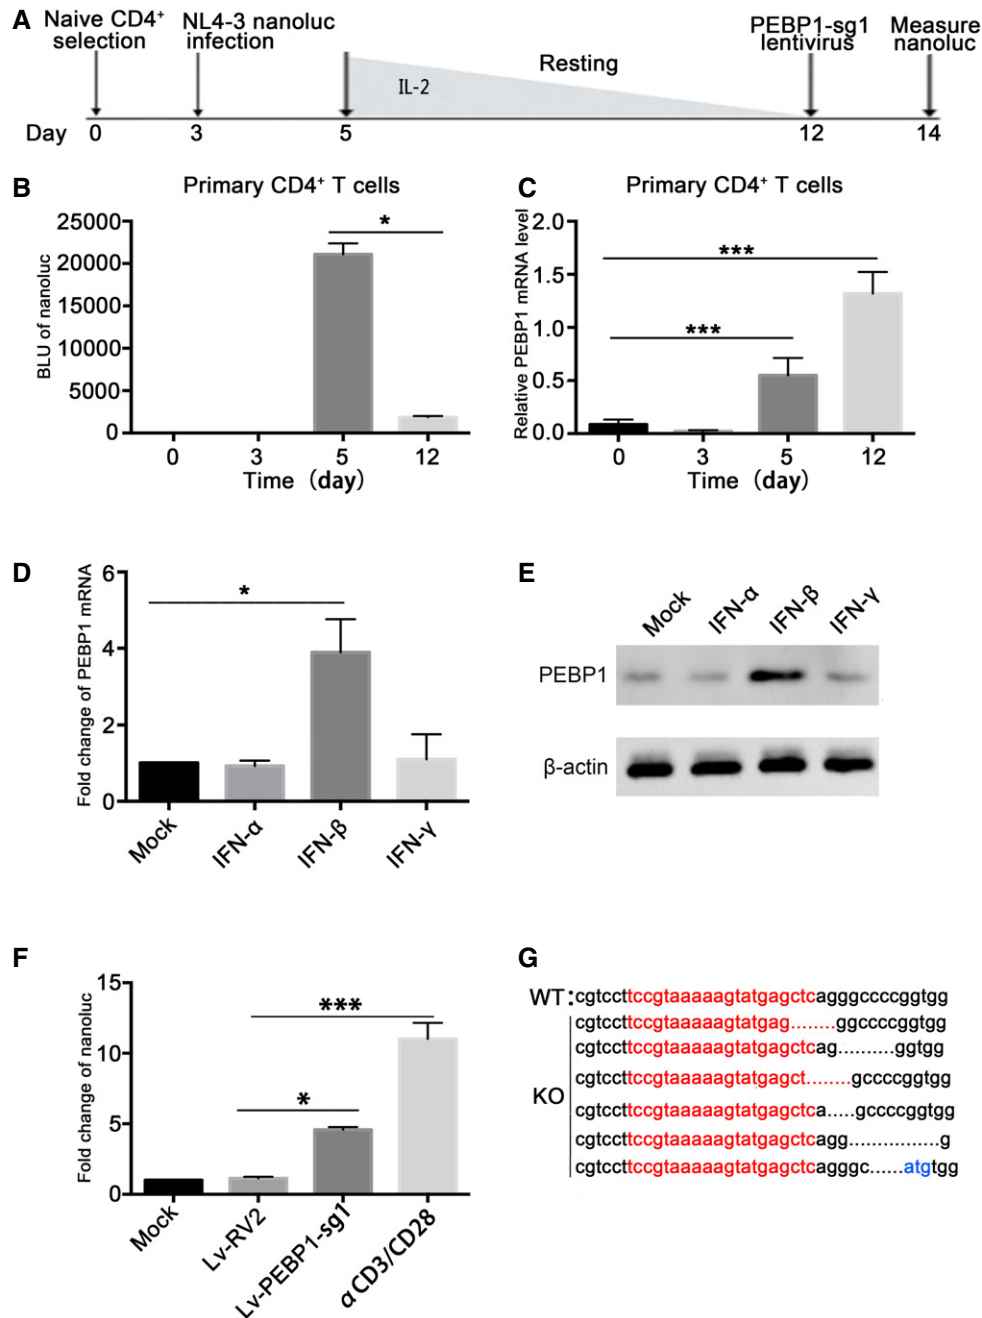 A
Naive CD4⁺
selection
NL4-3 nanoluc
infection
IL-2
Resting
PEBP1-sg1
lentivirus
Measure
nanoluc
Day 0 3 5 12 14
B
Primary CD4⁺ T cells
BLU of nanoluc
25000
20000
15000
10000
5000
0
*
0 3 5 12
Time (day)
C
Primary CD4⁺ T cells
Relative PEBP1 mRNA level
2.0
1.5
1.0
0.5
0.0
***
***
0 3 5 12
Time (day)
D
Fold change of PEBP1 mRNA
6
4
2
0
*
Mock
IFN-α
IFN-β
IFN-γ
E
Mock
IFN-α
IFN-β
IFN-γ
PEBP1
β-actin
F
Fold change of nanoluc
15
10
5
0
***
*
Mock
Lv-RV2
Lv-PEBP1-sg1
αCD3/CD28
G
WT:cgtccttccgtaaaaagtatgagctcagggccccggtgg
KO
cgtccttccgtaaaaagtatgag........ggccccggtgg
cgtccttccgtaaaaagtatgagctcag..........ggtgg
cgtccttccgtaaaaagtatgagct........gccccggtgg
cgtccttccgtaaaaagtatgagctca.....gccccggtgg
cgtccttccgtaaaaagtatgagctcagg................g
cgtccttccgtaaaaagtatgagctcagggc......atgtgg